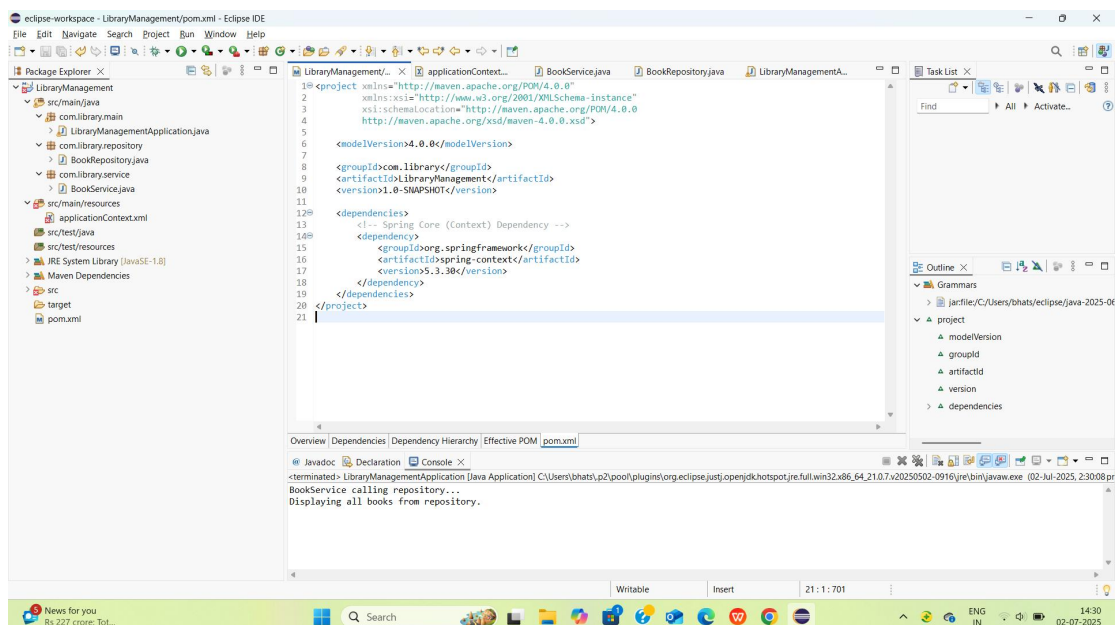 eclipse-workspace - LibraryManagement/pom.xml - Eclipse IDE
File Edit Navigate Search Project Run Window Help
Package Explorer
LibraryManagement
src/main/java
com.library.main
LibraryManagementApplication.java
com.library.repository
BookRepository.java
com.library.service
BookService.java
src/main/resources
applicationContext.xml
src/test/java
src/test/resources
JRE System Library [JavaSE-1.8]
Maven Dependencies
src
target
pom.xml
LibraryManagement/... applicationContext.... BookService.java BookRepository.java LibraryManagementA...
1 <project xmlns="http://maven.apache.org/POM/4.0.0"
2 xmlns:xsi="http://www.w3.org/2001/XMLSchema-instance"
3 xsi:schemaLocation="http://maven.apache.org/POM/4.0.0
4 http://maven.apache.org/xsd/maven-4.0.0.xsd">
5
6 <modelVersion>4.0.0</modelVersion>
7
8 <groupId>com.library</groupId>
9 <artifactId>LibraryManagement</artifactId>
10 <version>1.0-SNAPSHOT</version>
11
12 <dependencies>
13 <!-- Spring Core (Context) Dependency -->
14 <dependency>
15 <groupId>org.springframework</groupId>
16 <artifactId>spring-context</artifactId>
17 <version>5.3.30</version>
18 </dependency>
19 </dependencies>
20 </project>
21
Overview Dependencies Dependency Hierarchy Effective POM pom.xml
Task List
Find All Activate...
Outline
Grammars
jar:file:/C:/Users/bhats/eclipse/java-2025-06
project
modelVersion
groupId
artifactId
version
dependencies
Javadoc Declaration Console
<terminated> LibraryManagementApplication [Java Application] C:\Users\bhats\.p2\pool\plugins\org.eclipse.justj.openjdk.hotspot.jre.full.win32.x86_64_21.0.7.v20250502-0916\jre\bin\javaw.exe (02-Jul-2025, 2:30:08 pr
BookService calling repository...
Displaying all books from repository.
Writable Insert 21 : 1 : 701
5 News for you
Rs 227 crore: Tot...
Search
ENG
IN
14:30
02-07-2025